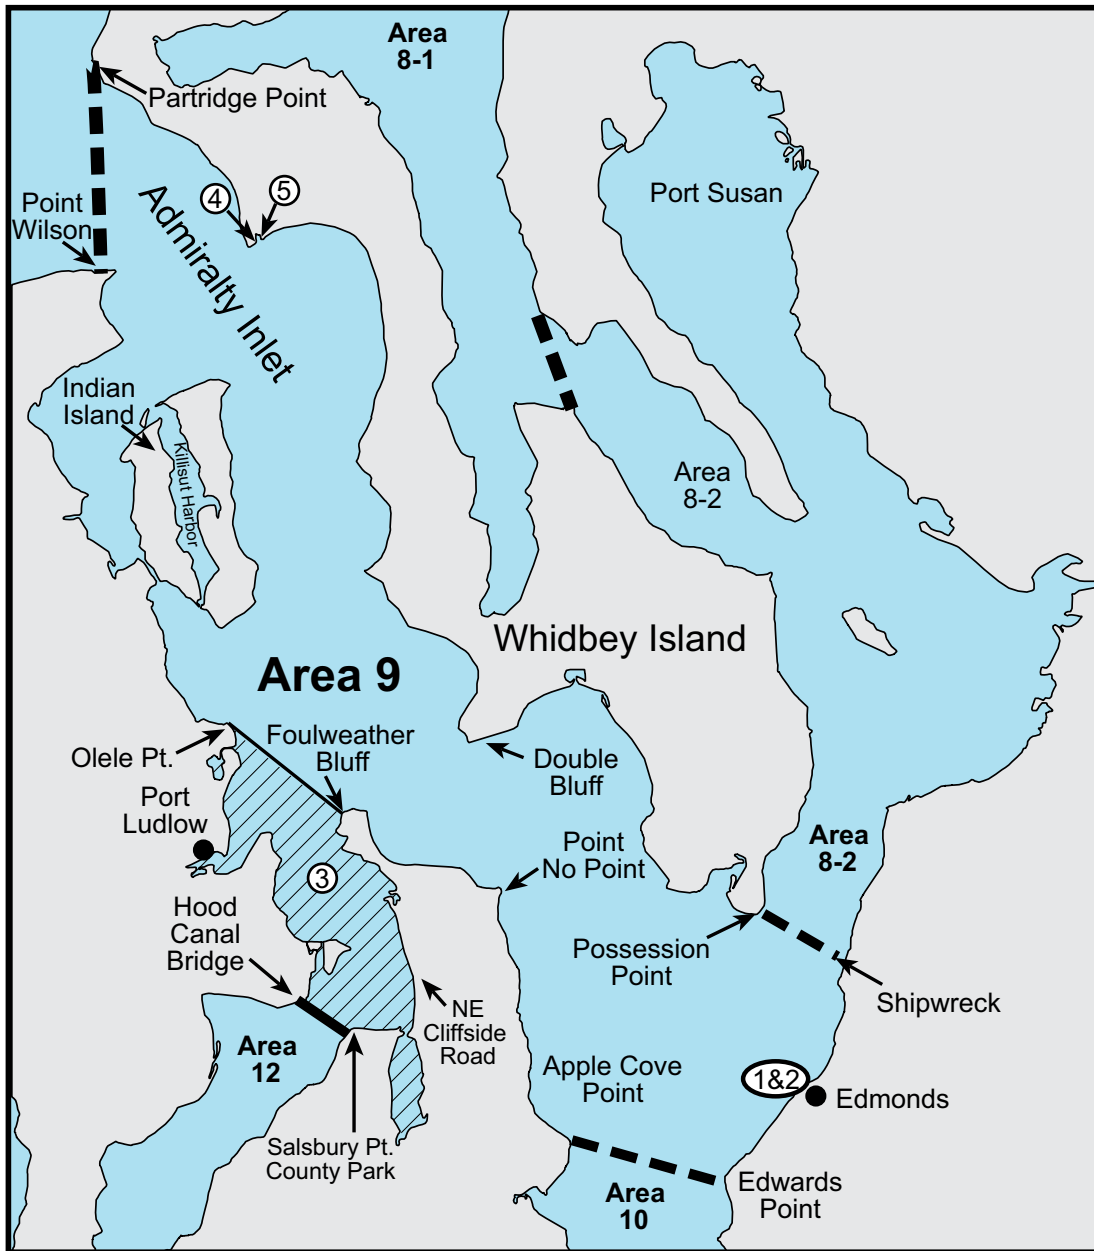 Area
8-1
Partridge Point
Port Susan
4
5
Point
Wilson
Admiralty Inlet
Indian
Island
Killisut Harbor
Area
8-2
Whidbey Island
Area 9
Olele Pt.
Foulweather
Bluff
Double
Bluff
Port
Ludlow
Point
No Point
Area
8-2
3
Hood
Canal
Bridge
Possession
Point
Shipwreck
NE
Cliffside
Road
Area
12
Apple Cove
Point
1&2
Edmonds
Salsbury Pt.
County Park
Edwards
Point
Area
10